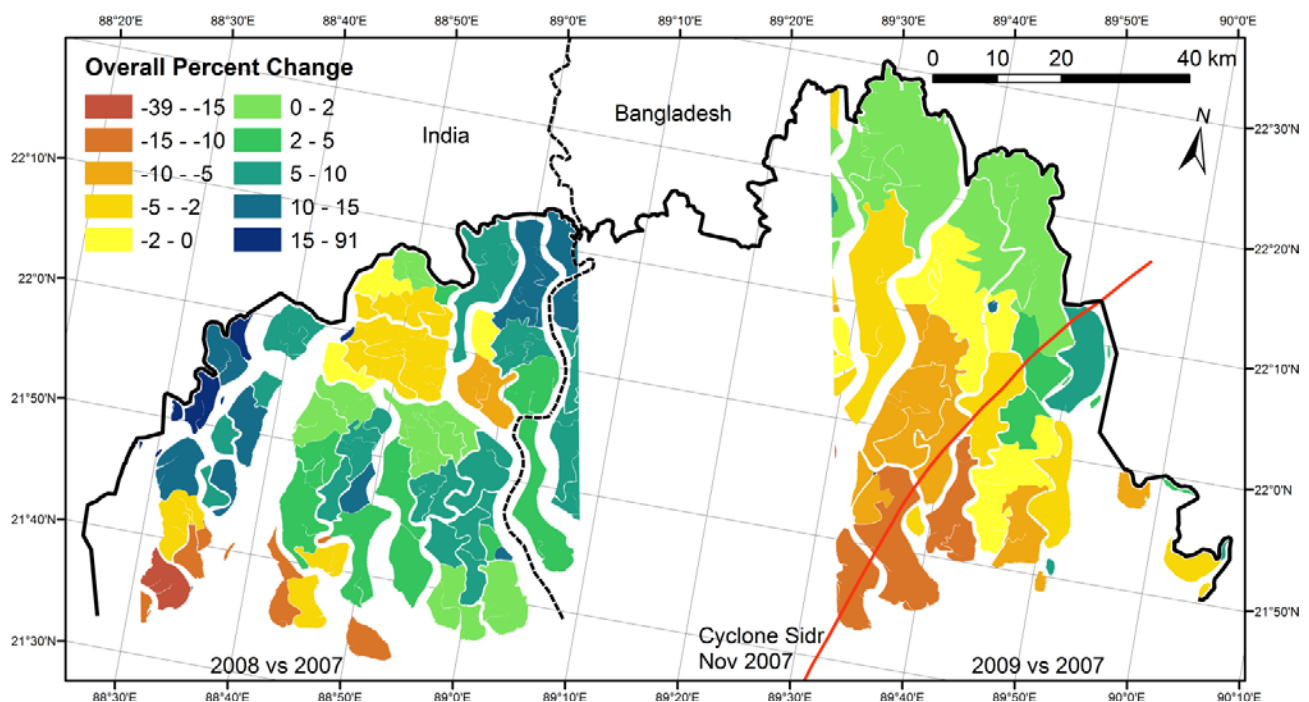 88°20'E 88°30'E 88°40'E 88°50'E 89°0'E 89°10'E 89°20'E 89°30'E 89°40'E 89°50'E 90°0'E
Overall Percent Change
-39 - -15 0 - 2
-15 - -10 2 - 5
-10 - -5 5 - 10
-5 - -2 10 - 15
-2 - 0 15 - 91
India
Bangladesh
0 10 20 40 km
N
22°10'N
22°0'N
21°50'N
21°40'N
21°30'N
22°30'N
22°20'N
22°10'N
22°0'N
21°50'N
Cyclone Sidr
Nov 2007
2008 vs 2007
2009 vs 2007
88°30'E 88°40'E 88°50'E 89°0'E 89°10'E 89°20'E 89°30'E 89°40'E 89°50'E 90°0'E 90°10'E